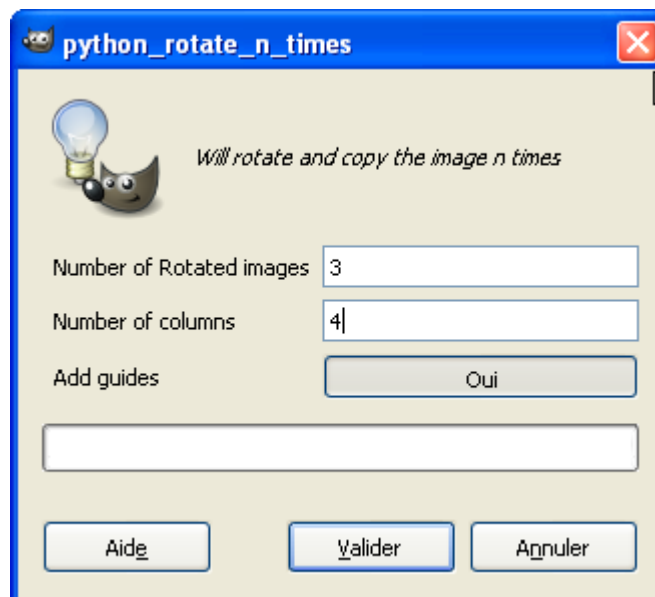 python_rotate_n_times
Will rotate and copy the image n times
Number of Rotated images 3
Number of columns 4
Add guides Oui
Aide Valider Annuler